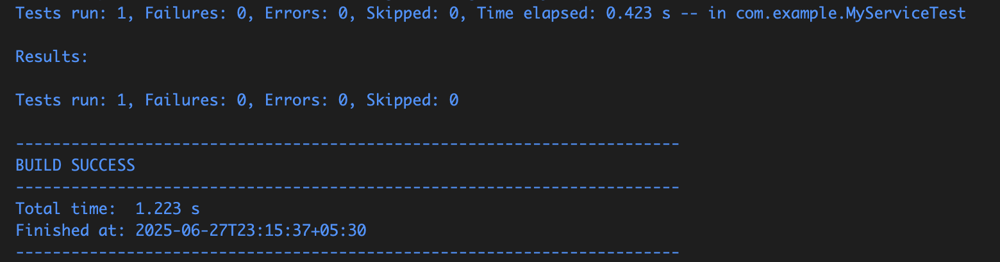 Tests run: 1, Failures: 0, Errors: 0, Skipped: 0, Time elapsed: 0.423 s -- in com.example.MyServiceTest
Results:
Tests run: 1, Failures: 0, Errors: 0, Skipped: 0
------------------------------------------------------------------------
BUILD SUCCESS
------------------------------------------------------------------------
Total time:  1.223 s
Finished at: 2025-06-27T23:15:37+05:30
------------------------------------------------------------------------